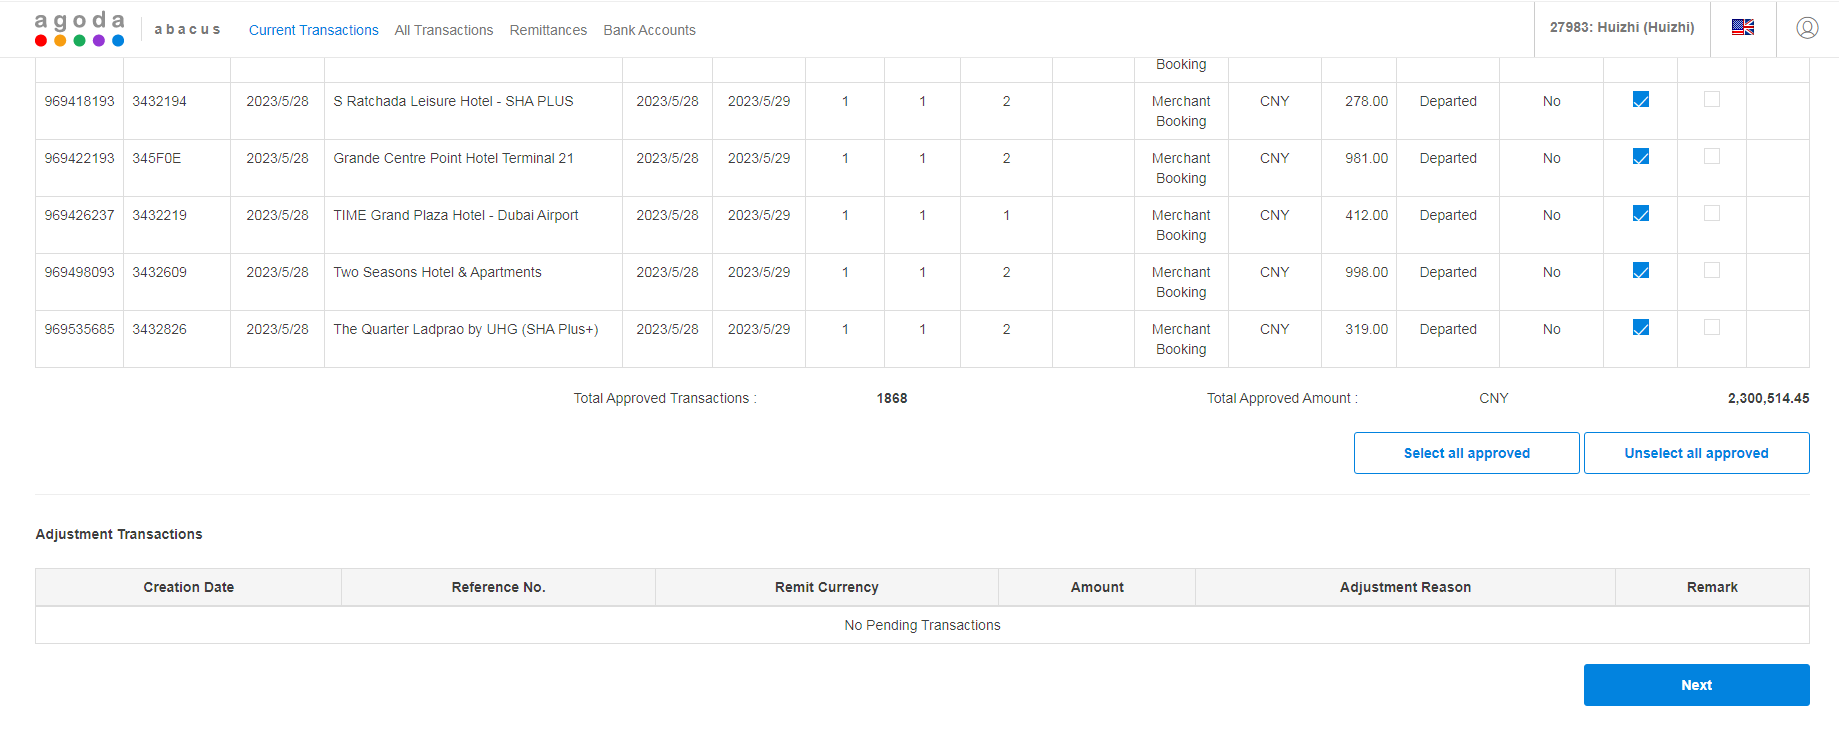 agoda
abacus Current Transactions All Transactions Remittances Bank Accounts 27983: Huizhi (Huizhi)
Booking
969418193 3432194 2023/5/28 S Ratchada Leisure Hotel - SHA PLUS 2023/5/28 2023/5/29 1 1 2 Merchant CNY 278.00 Departed No
Booking
969422193 345F0E 2023/5/28 Grande Centre Point Hotel Terminal 21 2023/5/28 2023/5/29 1 1 2 Merchant CNY 981.00 Departed No
Booking
969426237 3432219 2023/5/28 TIME Grand Plaza Hotel - Dubai Airport 2023/5/28 2023/5/29 1 1 1 Merchant CNY 412.00 Departed No
Booking
969498093 3432609 2023/5/28 Two Seasons Hotel & Apartments 2023/5/28 2023/5/29 1 1 2 Merchant CNY 998.00 Departed No
Booking
969535685 3432826 2023/5/28 The Quarter Ladprao by UHG (SHA Plus+) 2023/5/28 2023/5/29 1 1 2 Merchant CNY 319.00 Departed No
Booking
Total Approved Transactions : 1868 Total Approved Amount : CNY 2,300,514.45
Select all approved Unselect all approved
Adjustment Transactions
Creation Date Reference No. Remit Currency Amount Adjustment Reason Remark
No Pending Transactions
Next